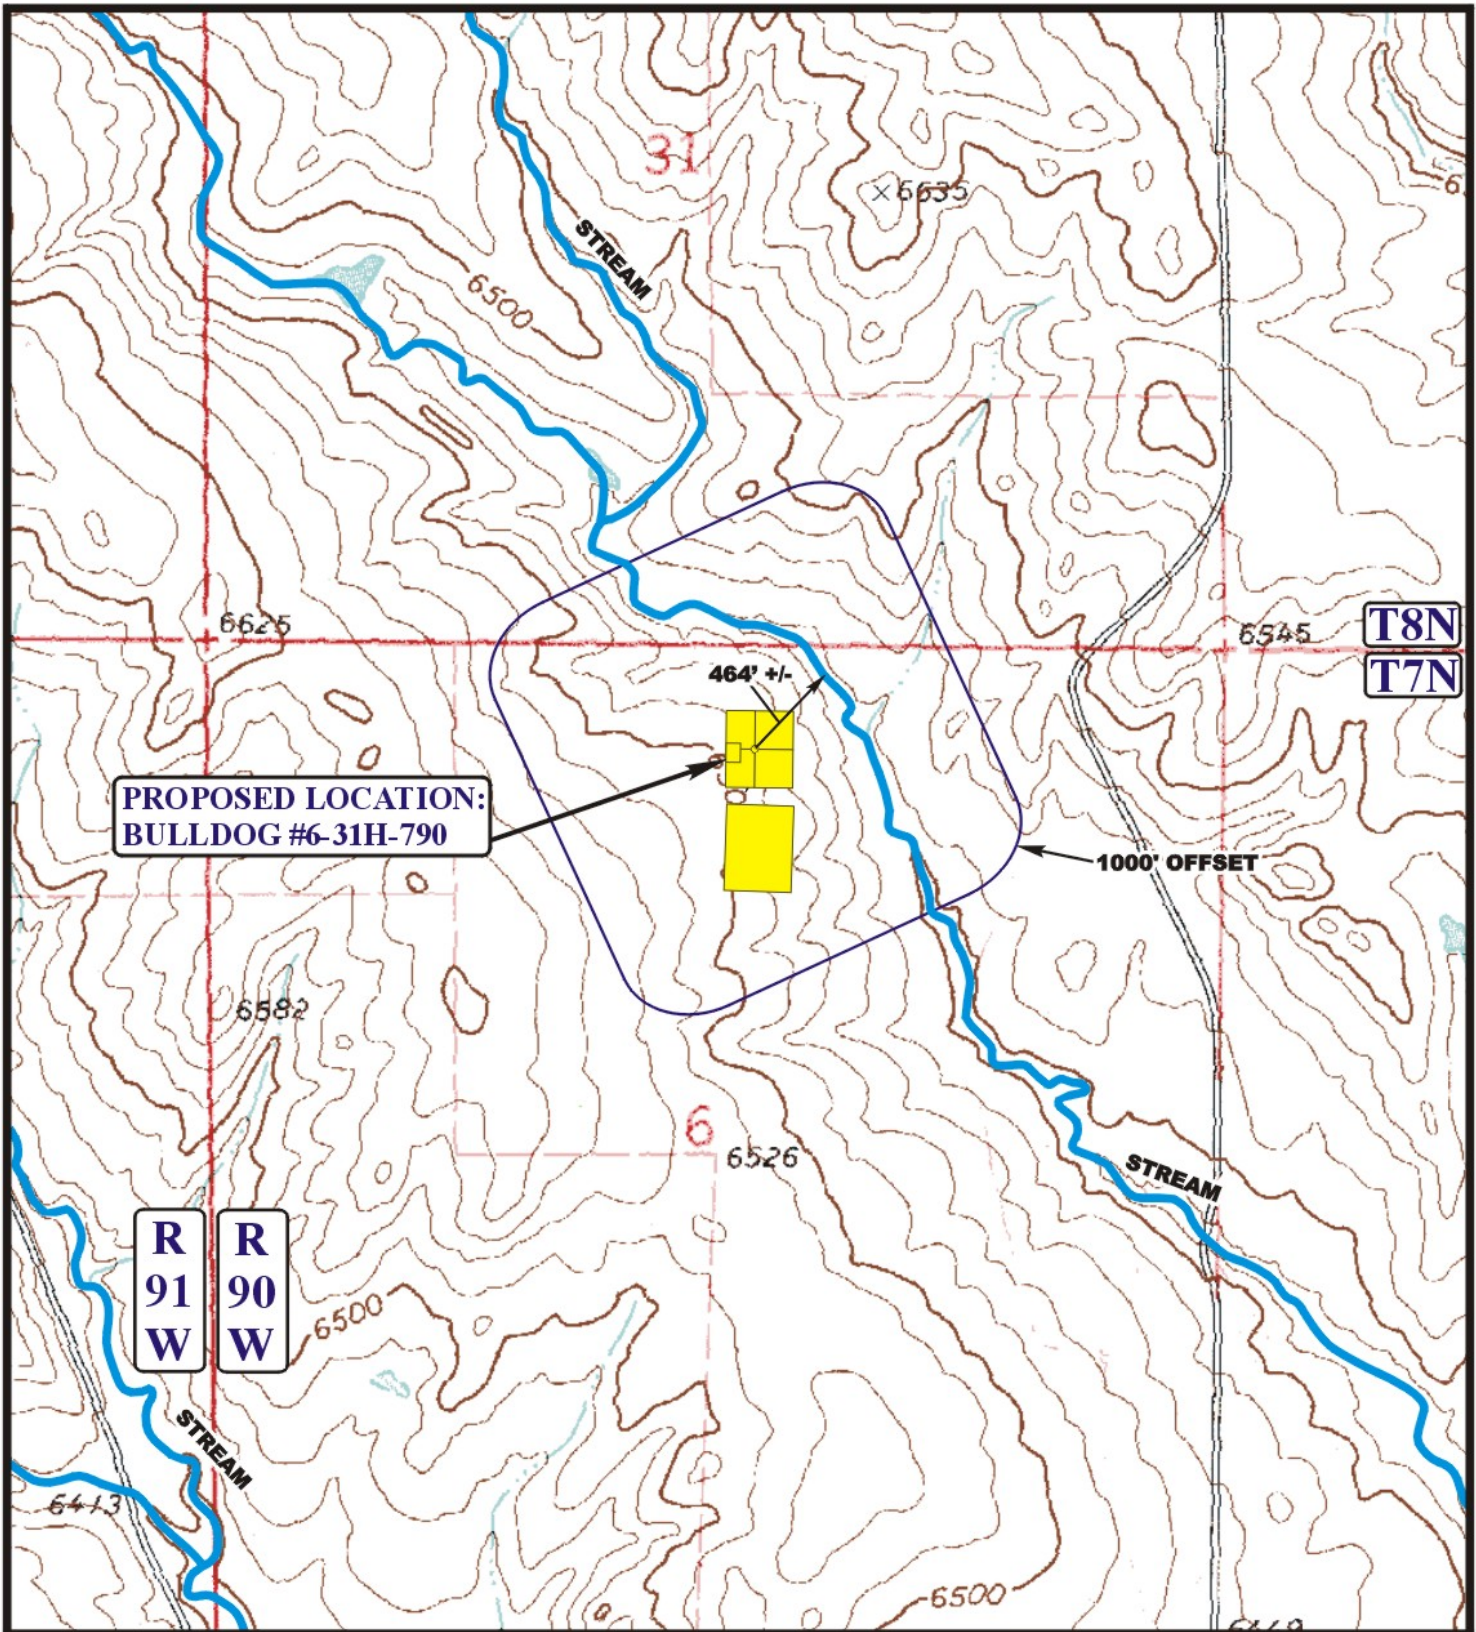 31
×6635
STREAM
6500
6625
6545
T8N
T7N
464' +/-
PROPOSED LOCATION:
BULLDOG #6-31H-790
1000' OFFSET
6582
6
6526
STREAM
R
91
W
R
90
W
6500
STREAM
6413
6500